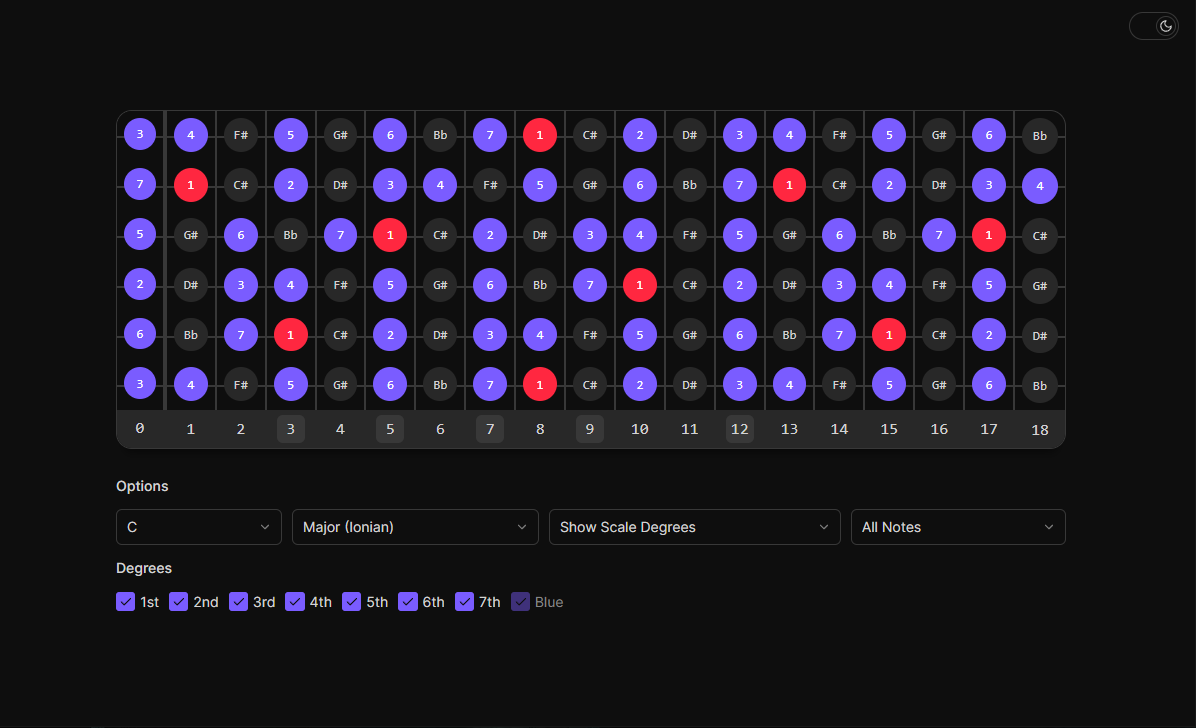 3 4 F# 5 G# 6 Bb 7 1 C# 2 D# 3 4 F# 5 G# 6 Bb
7 1 C# 2 D# 3 4 F# 5 G# 6 Bb 7 1 C# 2 D# 3 4
5 G# 6 Bb 7 1 C# 2 D# 3 4 F# 5 G# 6 Bb 7 1 C#
2 D# 3 4 F# 5 G# 6 Bb 7 1 C# 2 D# 3 4 F# 5 G#
6 Bb 7 1 C# 2 D# 3 4 F# 5 G# 6 Bb 7 1 C# 2 D#
3 4 F# 5 G# 6 Bb 7 1 C# 2 D# 3 4 F# 5 G# 6 Bb
0 1 2 3 4 5 6 7 8 9 10 11 12 13 14 15 16 17 18
Options
C Major (Ionian) Show Scale Degrees All Notes
Degrees
1st 2nd 3rd 4th 5th 6th 7th Blue